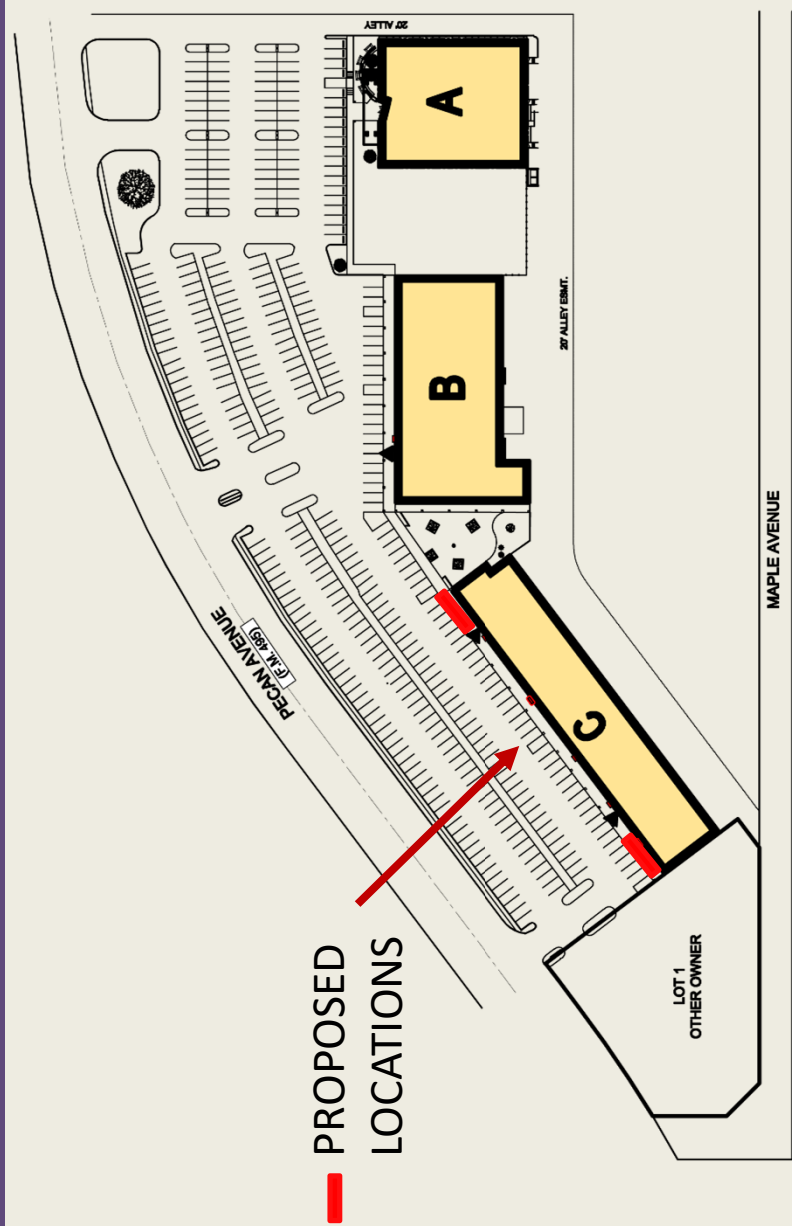 20' ALLEY
A
B
20' ALLEY ESMT.
PECAN AVENUE
(F.M. 495)
C
MAPLE AVENUE
PROPOSED
LOCATIONS
LOT 1
OTHER OWNER